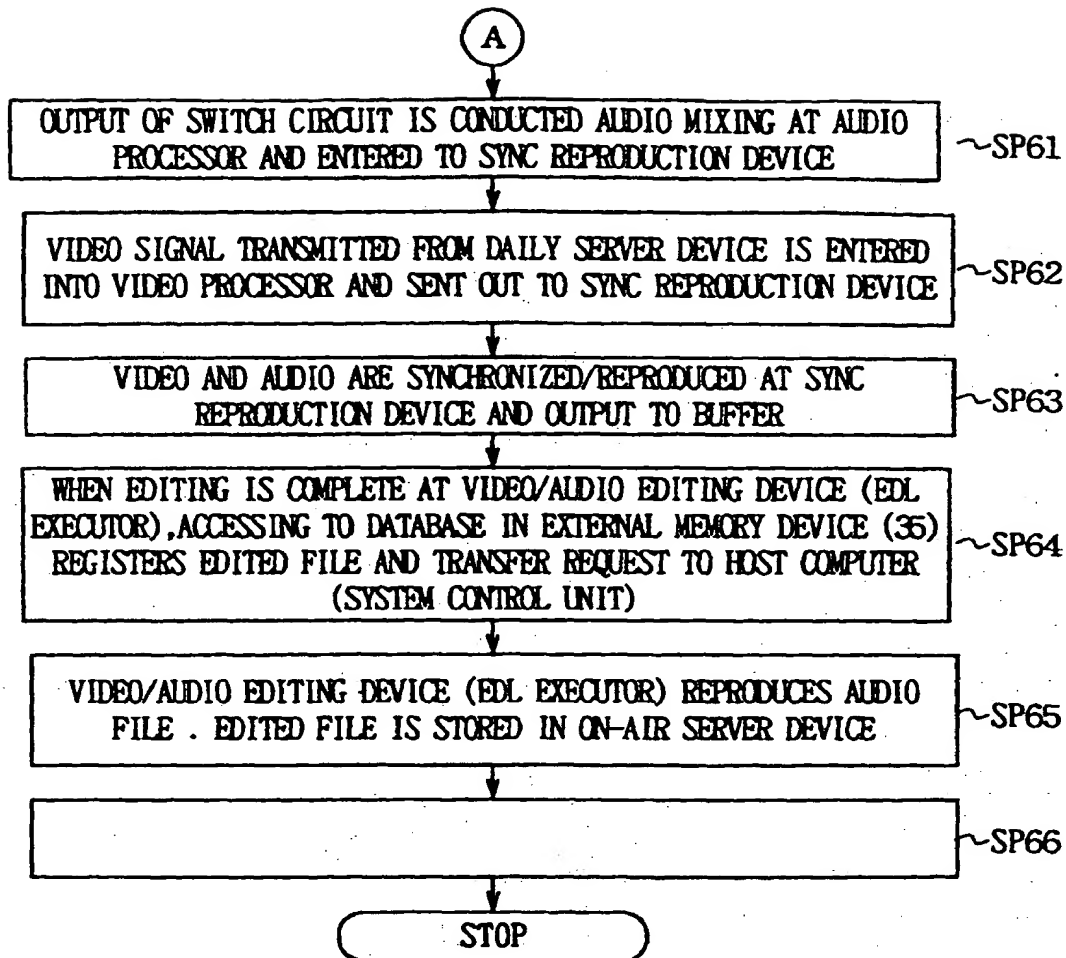 A
OUTPUT OF SWITCH CIRCUIT IS CONDUCTED AUDIO MIXING AT AUDIO
PROCESSOR AND ENTERED TO SYNC REPRODUCTION DEVICE
SP61
VIDEO SIGNAL TRANSMITTED FROM DAILY SERVER DEVICE IS ENTERED
INTO VIDEO PROCESSOR AND SENT OUT TO SYNC REPRODUCTION DEVICE
SP62
VIDEO AND AUDIO ARE SYNCHRONIZED/REPRODUCED AT SYNC
REPRODUCTION DEVICE AND OUTPUT TO BUFFER
SP63
WHEN EDITING IS COMPLETE AT VIDEO/AUDIO EDITING DEVICE (EDL
EXECUTOR),ACCESSING TO DATABASE IN EXTERNAL MEMORY DEVICE (35)
REGISTERS EDITED FILE AND TRANSFER REQUEST TO HOST COMPUTER
(SYSTEM CONTROL UNIT)
SP64
VIDEO/AUDIO EDITING DEVICE (EDL EXECUTOR) REPRODUCES AUDIO
FILE . EDITED FILE IS STORED IN ON-AIR SERVER DEVICE
SP65
SP66
STOP